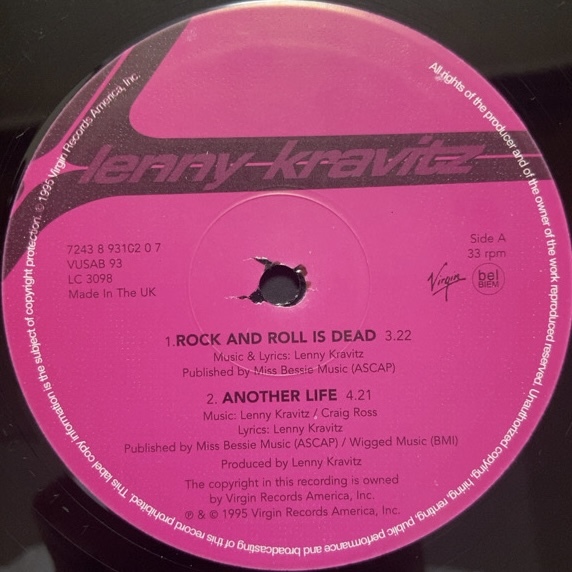 lenny kravitz
7243 8 93102 0 7
VUSAB 93
LC 3098
Made In The UK
Side A
33 rpm
Virgin
bel
BIEM
1. ROCK AND ROLL IS DEAD 3.22
Music & Lyrics: Lenny Kravitz
Published by Miss Bessie Music (ASCAP)
2. ANOTHER LIFE 4.21
Music: Lenny Kravitz / Craig Ross
Lyrics: Lenny Kravitz
Published by Miss Bessie Music (ASCAP) / Wigged Music (BMI)
Produced by Lenny Kravitz
The copyright in this recording is owned
by Virgin Records America, Inc.
℗ & © 1995 Virgin Records America, Inc.
All rights of the producer and of the owner of the work reproduced reserved. Unauthorized copying, hiring, renting, public performance and broadcasting of this record prohibited. This label copy information is the subject of copyright protection. © 1995 Virgin Records America, Inc.